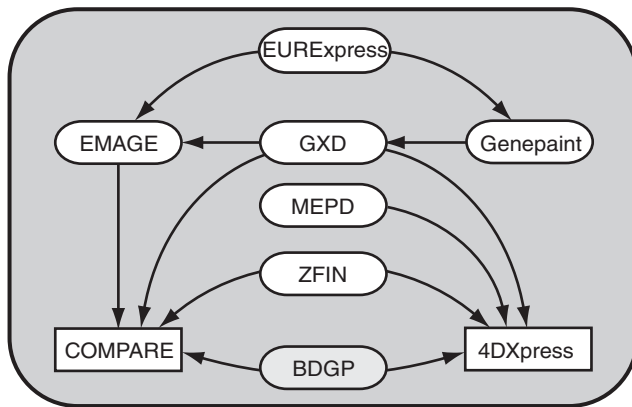 EURExpress
EMAGE
GXD
Genepaint
MEPD
ZFIN
COMPARE
4DXpress
BDGP